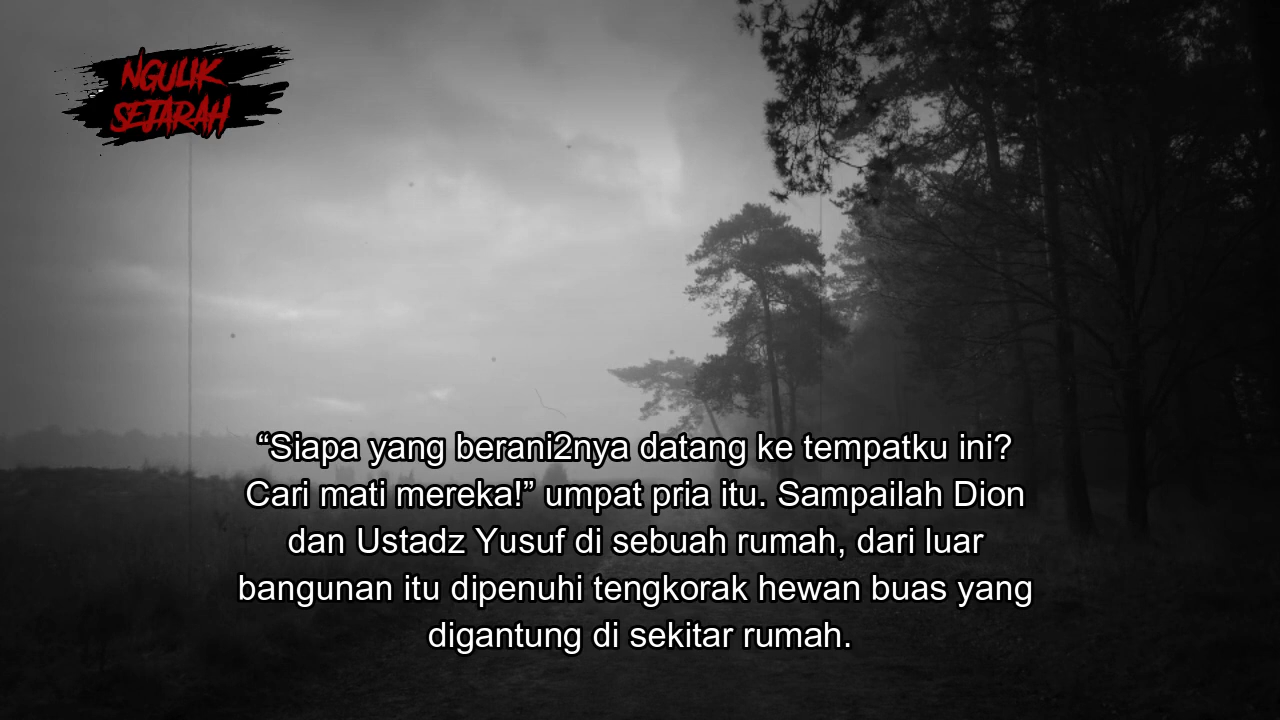 NGULIK
SEJARAH
“Siapa yang berani2nya datang ke tempatku ini?
Cari mati mereka!” umpat pria itu. Sampailah Dion
dan Ustadz Yusuf di sebuah rumah, dari luar
bangunan itu dipenuhi tengkorak hewan buas yang
digantung di sekitar rumah.